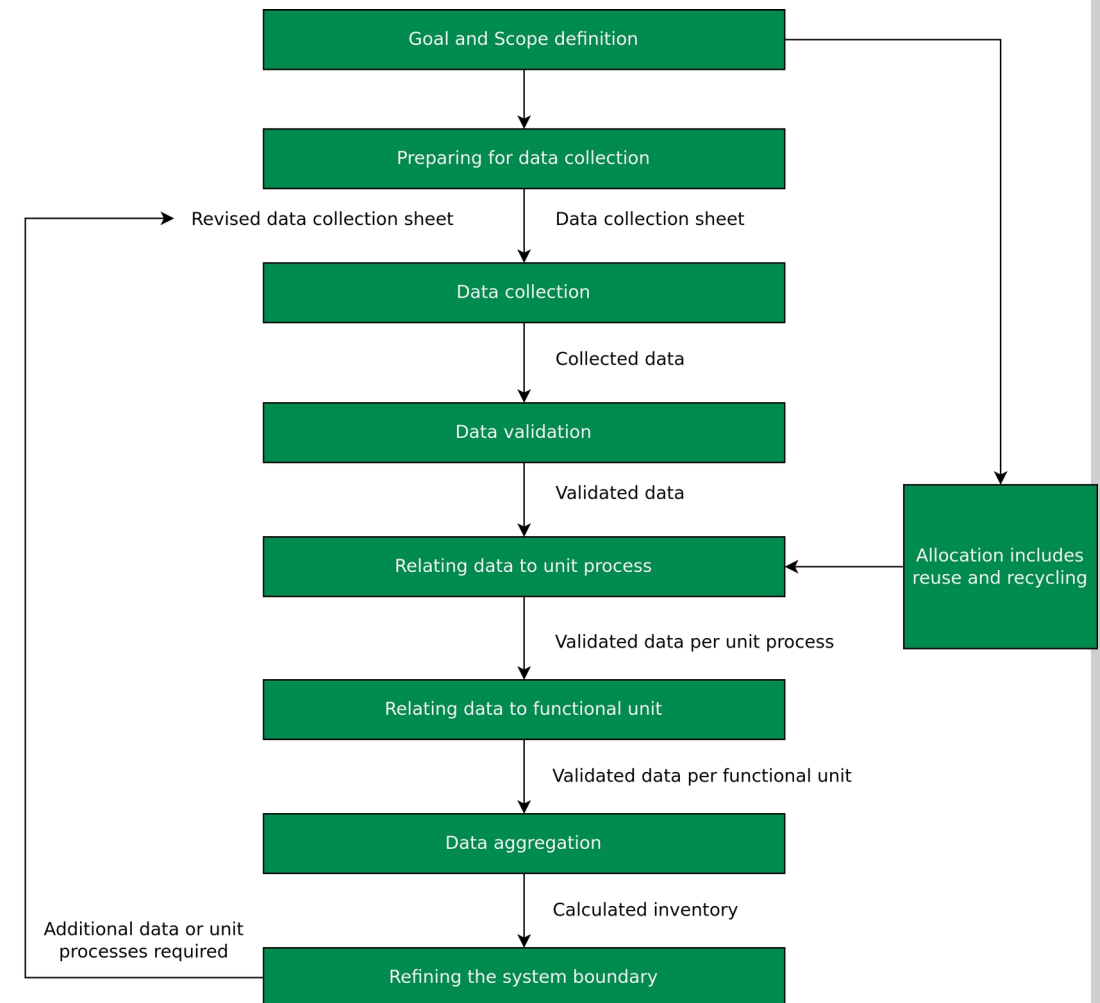 Goal and Scope definition
Preparing for data collection
Revised data collection sheet
Data collection sheet
Data collection
Collected data
Data validation
Validated data
Relating data to unit process
Allocation includes
reuse and recycling
Validated data per unit process
Relating data to functional unit
Validated data per functional unit
Data aggregation
Calculated inventory
Additional data or unit
processes required
Refining the system boundary